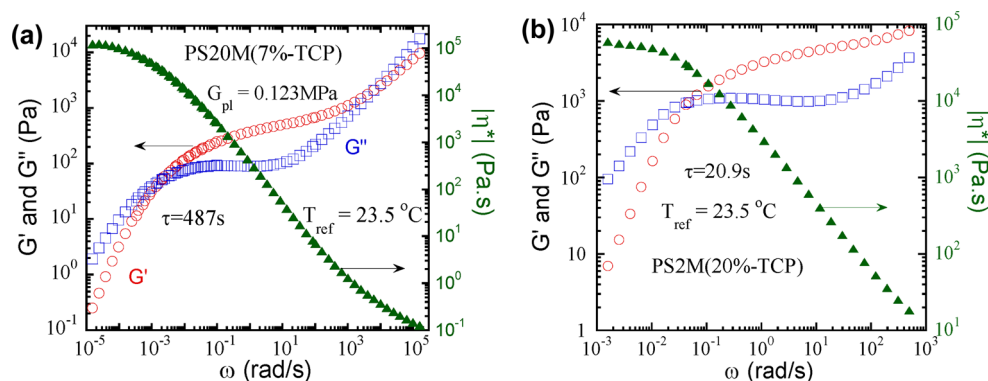 (a)
PS20M(7%-TCP)
G_pl = 0.123MPa
G''
τ=487s
T_ref = 23.5 °C
G'
G' and G'' (Pa)
10^4
10^3
10^2
10^1
10^0
10^-1
10^5
10^4
10^3
10^2
10^1
10^0
10^-1
|η*| (Pa.s)
10^-5 10^-3 10^-1 10^1 10^3 10^5
ω (rad/s)
(b)
τ=20.9s
T_ref = 23.5 °C
PS2M(20%-TCP)
G' and G'' (Pa)
10^4
10^3
10^2
10^1
1
10^5
10^4
10^3
10^2
10^1
|η*| (Pa.s)
10^-3 10^-2 10^-1 10^0 10^1 10^2 10^3
ω (rad/s)